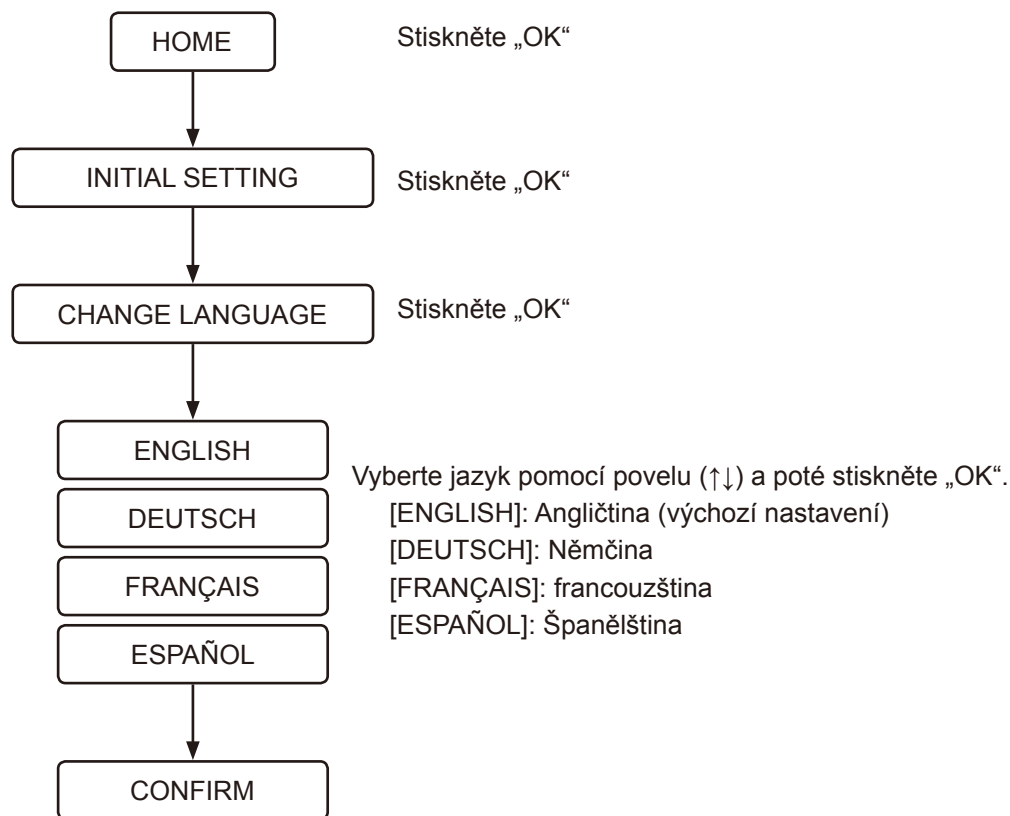 HOME
Stiskněte „OK“
INITIAL SETTING
Stiskněte „OK“
CHANGE LANGUAGE
Stiskněte „OK“
ENGLISH
DEUTSCH
FRANÇAIS
ESPAÑOL
Vyberte jazyk pomocí povelu (↑↓) a poté stiskněte „OK“.
[ENGLISH]: Angličtina (výchozí nastavení)
[DEUTSCH]: Němčina
[FRANÇAIS]: francouzština
[ESPAÑOL]: Španělština
CONFIRM